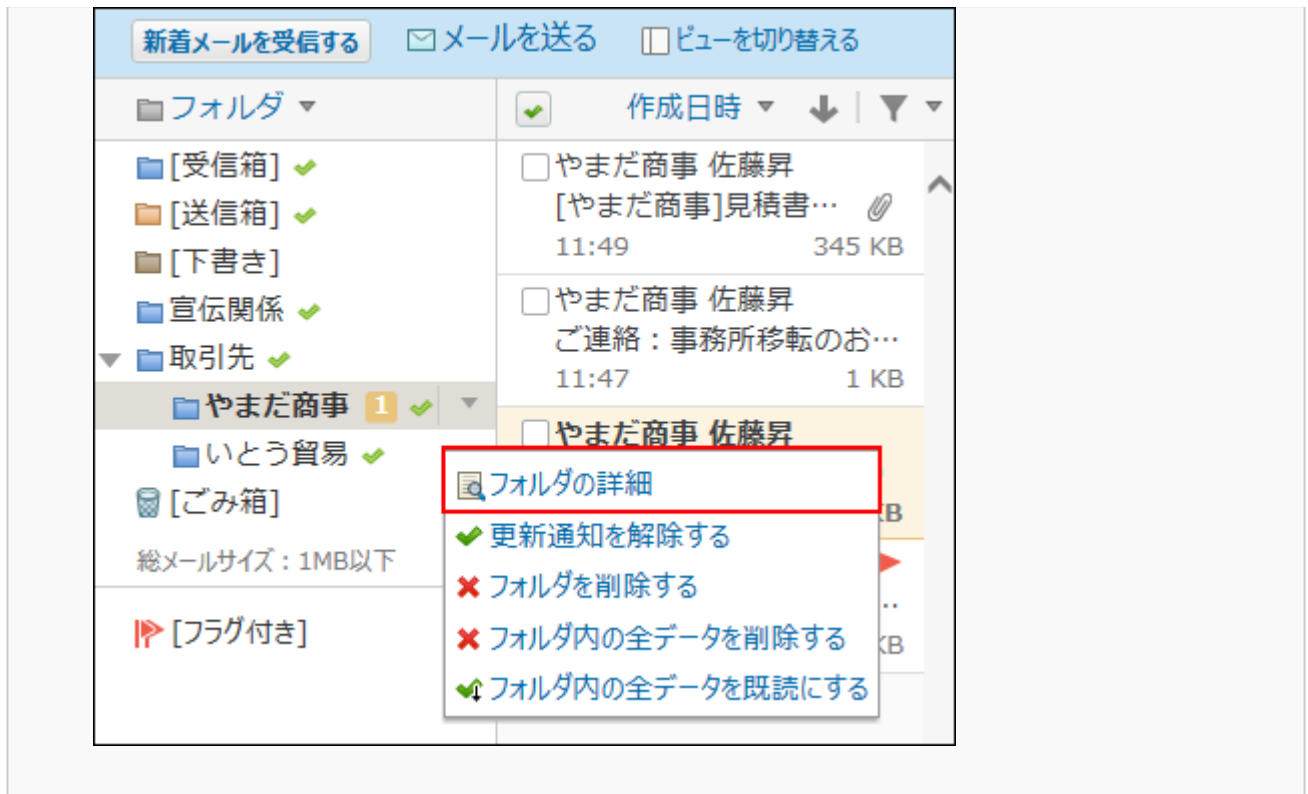 新着メールを受信する メールを送る ビューを切り替える
フォルダ
[受信箱]
[送信箱]
[下書き]
宣伝関係
取引先
やまだ商事 1
いとう貿易
[ごみ箱]
総メールサイズ：1MB以下
[フラグ付き]
作成日時
やまだ商事 佐藤昇
[やまだ商事]見積書…
11:49 345 KB
やまだ商事 佐藤昇
ご連絡：事務所移転のお…
11:47 1 KB
やまだ商事 佐藤昇
KB
..
KB
フォルダの詳細
更新通知を解除する
フォルダを削除する
フォルダ内の全データを削除する
フォルダ内の全データを既読にする